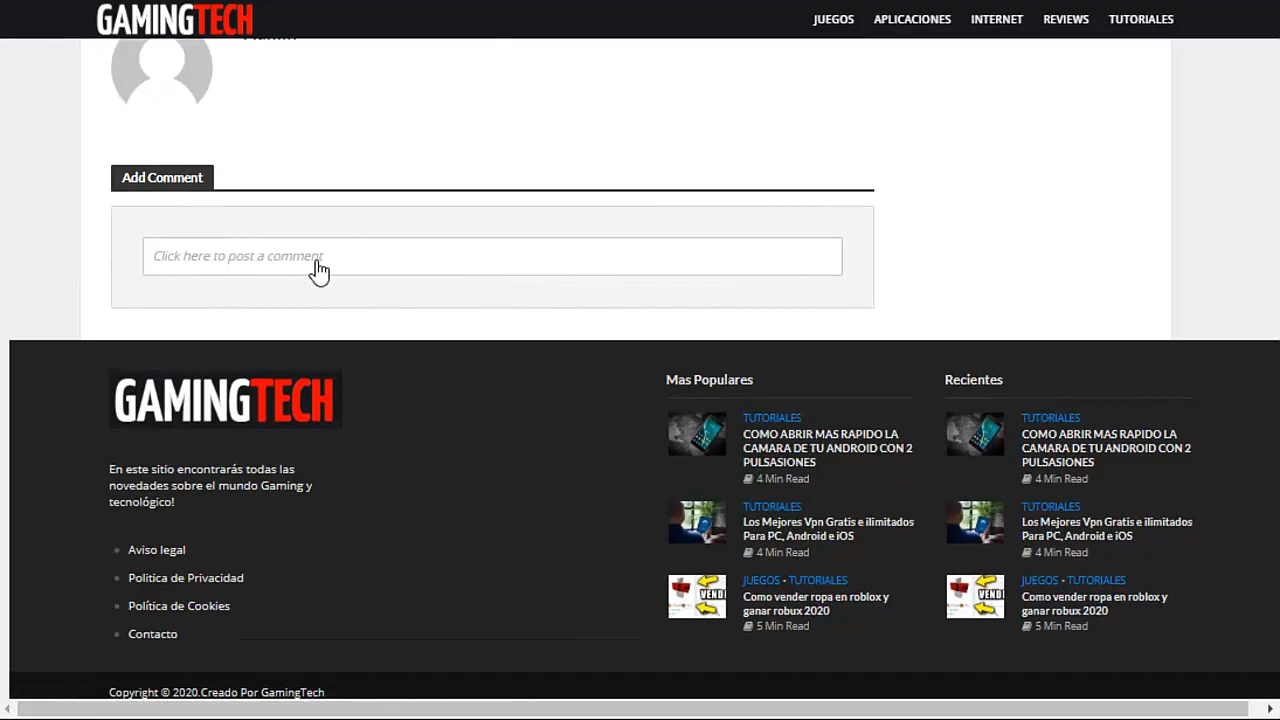 GAMINGTECH
JUEGOS APLICACIONES INTERNET REVIEWS TUTORIALES
Add Comment
Click here to post a comment
GAMINGTECH
En este sitio encontrarás todas las
novedades sobre el mundo Gaming y
tecnológico!
Aviso legal
Politica de Privacidad
Política de Cookies
Contacto
Mas Populares
TUTORIALES
COMO ABRIR MAS RAPIDO LA
CAMARA DE TU ANDROID CON 2
PULSASIONES
4 Min Read
TUTORIALES
Los Mejores Vpn Gratis e ilimitados
Para PC, Android e iOS
4 Min Read
JUEGOS • TUTORIALES
Como vender ropa en roblox y
ganar robux 2020
5 Min Read
Recientes
TUTORIALES
COMO ABRIR MAS RAPIDO LA
CAMARA DE TU ANDROID CON 2
PULSASIONES
4 Min Read
TUTORIALES
Los Mejores Vpn Gratis e ilimitados
Para PC, Android e iOS
4 Min Read
JUEGOS • TUTORIALES
Como vender ropa en roblox y
ganar robux 2020
5 Min Read
Copyright © 2020.Creado Por GamingTech